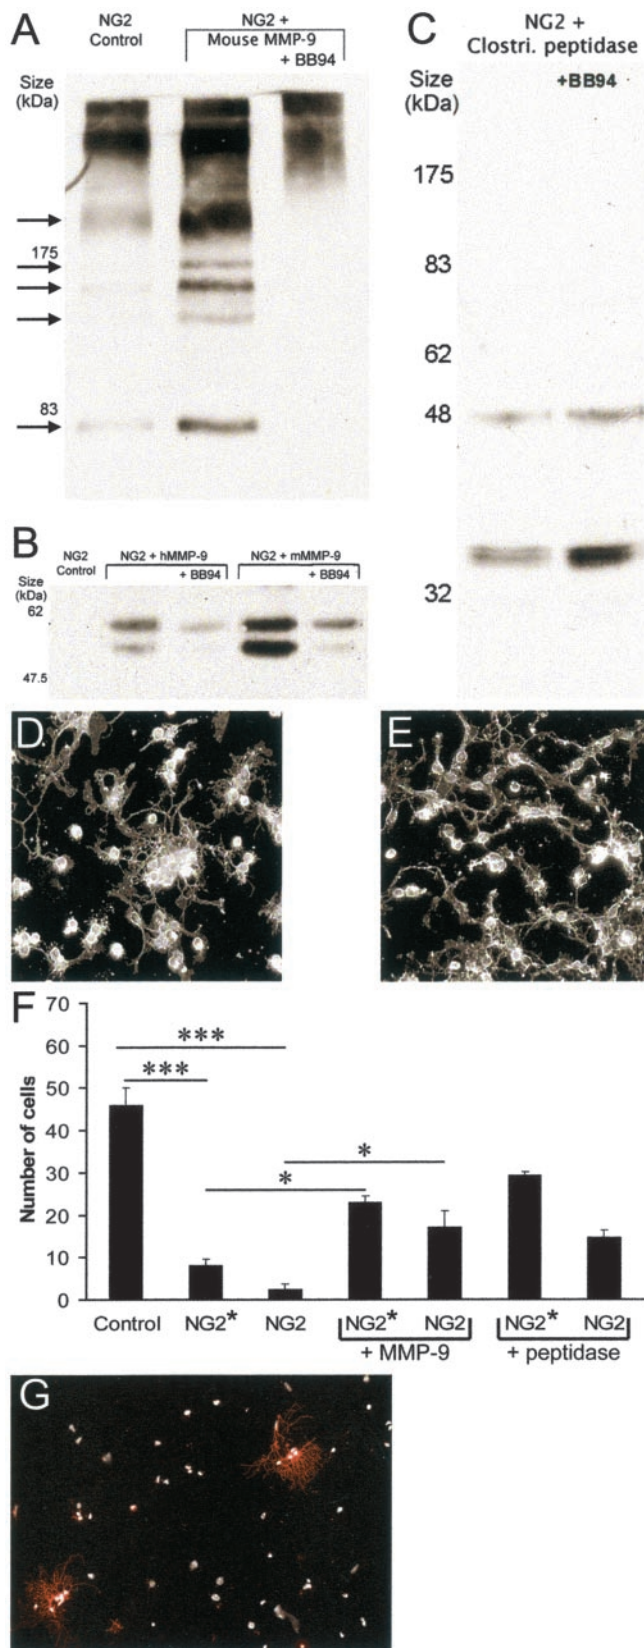 A
NG2
Control
NG2 +
Mouse MMP-9
+ BB94
Size
(kDa)
175
83
B
NG2
Control
NG2 + hMMP-9
+ BB94
NG2 + mMMP-9
+ BB94
Size
(kDa)
62
47.5
C
NG2 +
Clostri. peptidase
Size
(kDa)
+BB94
175
83
62
48
32
D
E
F
Number of cells
70
60
50
40
30
20
10
0
***
***
*
*
Control
NG2*
NG2
NG2*
NG2
NG2*
NG2
+ MMP-9
+ peptidase
G